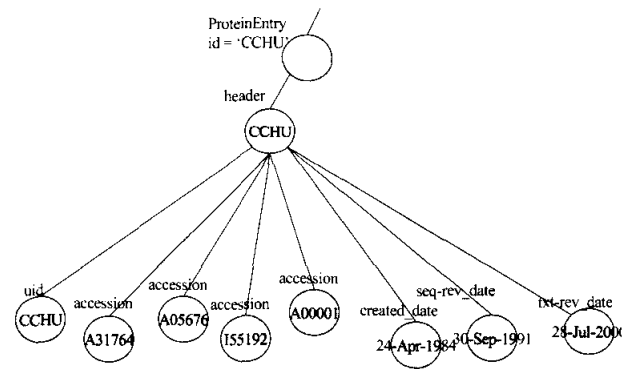 ProteinEntry
id = 'CCHU'
header
CCHU
uid
CCHU
accession
A31764
accession
A05676
accession
I55192
accession
A00001
created_date
24-Apr-1984
seq-rev_date
30-Sep-1991
txt-rev_date
28-Jul-2000